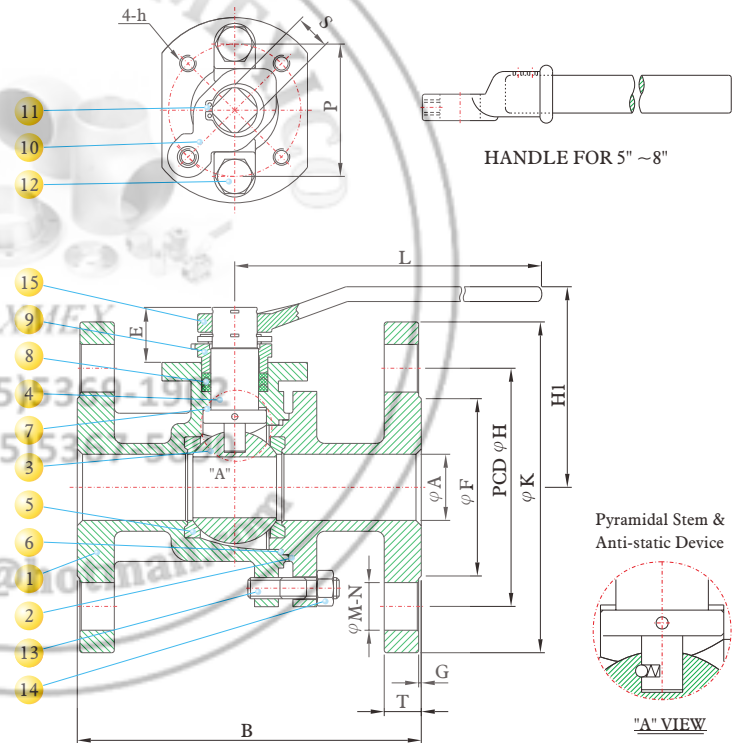 4-h
S
P
11
10
12
HANDLE FOR 5" ~8"
MEXICO
L
15
E
9
8
4
7
3
"A"
5
6
1
2
13
14
H1
φA
φF
PCD φH
φK
φM-N
G
T
B
Pyramidal Stem &
Anti-static Device
"A" VIEW